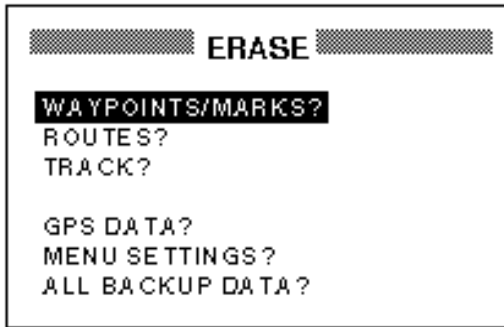 ERASE
WAYPOINTS/MARKS?
ROUTES?
TRACK?
GPS DATA?
MENU SETTINGS?
ALL BACKUP DATA?